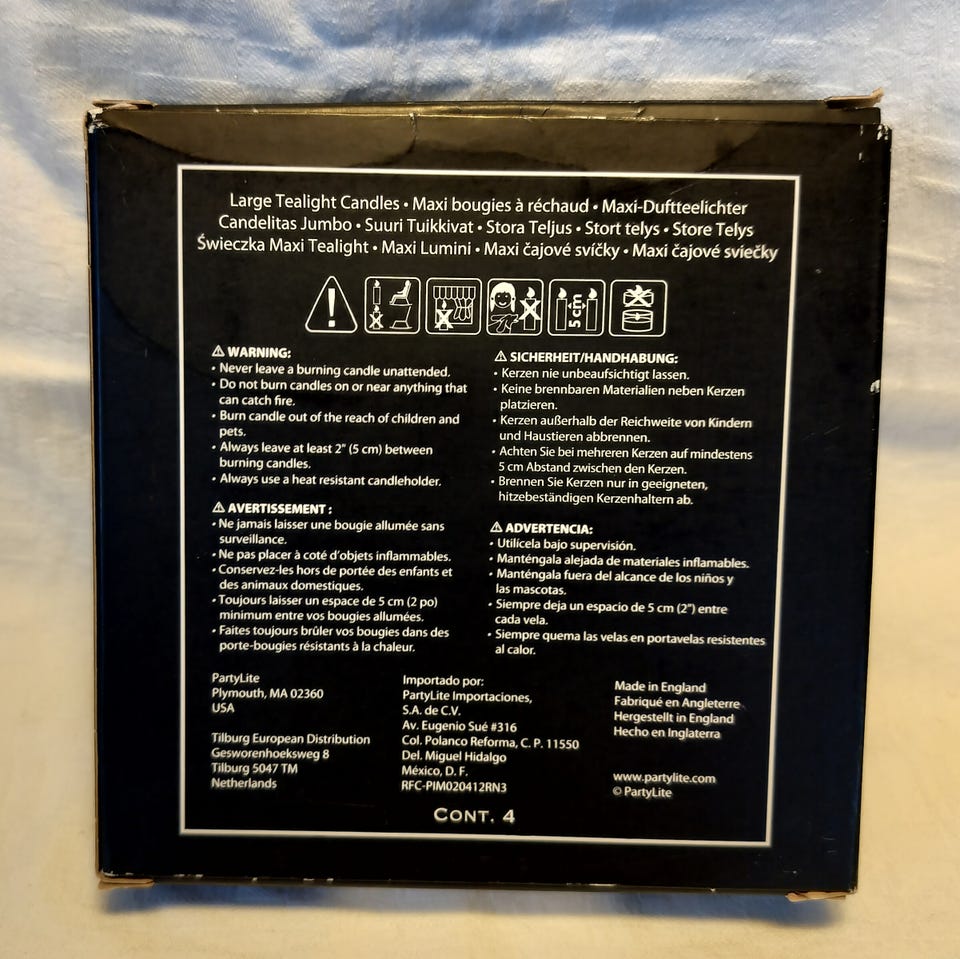 Large Tealight Candles • Maxi bougies à réchaud • Maxi-Duftteelichter
Candelitas Jumbo • Suuri Tuikkivat • Stora Teljus • Stort telys • Store Telys
Świeczka Maxi Tealight • Maxi Lumini • Maxi čajové svíčky • Maxi čajové sviečky
5 cm
⚠ WARNING:
• Never leave a burning candle unattended.
• Do not burn candles on or near anything that
can catch fire.
• Burn candle out of the reach of children and
pets.
• Always leave at least 2" (5 cm) between
burning candles.
• Always use a heat resistant candleholder.
⚠ AVERTISSEMENT :
• Ne jamais laisser une bougie allumée sans
surveillance.
• Ne pas placer à coté d'objets inflammables.
• Conservez-les hors de portée des enfants et
des animaux domestiques.
• Toujours laisser un espace de 5 cm (2 po)
minimum entre vos bougies allumées.
• Faites toujours brûler vos bougies dans des
porte-bougies résistants à la chaleur.
⚠ SICHERHEIT/HANDHABUNG:
• Kerzen nie unbeaufsichtigt lassen.
• Keine brennbaren Materialien neben Kerzen
platzieren.
• Kerzen außerhalb der Reichweite von Kindern
und Haustieren abbrennen.
• Achten Sie bei mehreren Kerzen auf mindestens
5 cm Abstand zwischen den Kerzen.
• Brennen Sie Kerzen nur in geeigneten,
hitzebeständigen Kerzenhaltern ab.
⚠ ADVERTENCIA:
• Utilícela bajo supervisión.
• Manténgala alejada de materiales inflamables.
• Manténgala fuera del alcance de los niños y
las mascotas.
• Siempre deja un espacio de 5 cm (2") entre
cada vela.
• Siempre quema las velas en portavelas resistentes
al calor.
PartyLite
Plymouth, MA 02360
USA
Tilburg European Distribution
Gesworenhoeksweg 8
Tilburg 5047 TM
Netherlands
Importado por:
PartyLite Importaciones,
S.A. de C.V.
Av. Eugenio Sué #316
Col. Polanco Reforma, C. P. 11550
Del. Miguel Hidalgo
México, D. F.
RFC-PIM020412RN3
Made in England
Fabriqué en Angleterre
Hergestellt in England
Hecho en Inglaterra
www.partylite.com
© PartyLite
CONT. 4